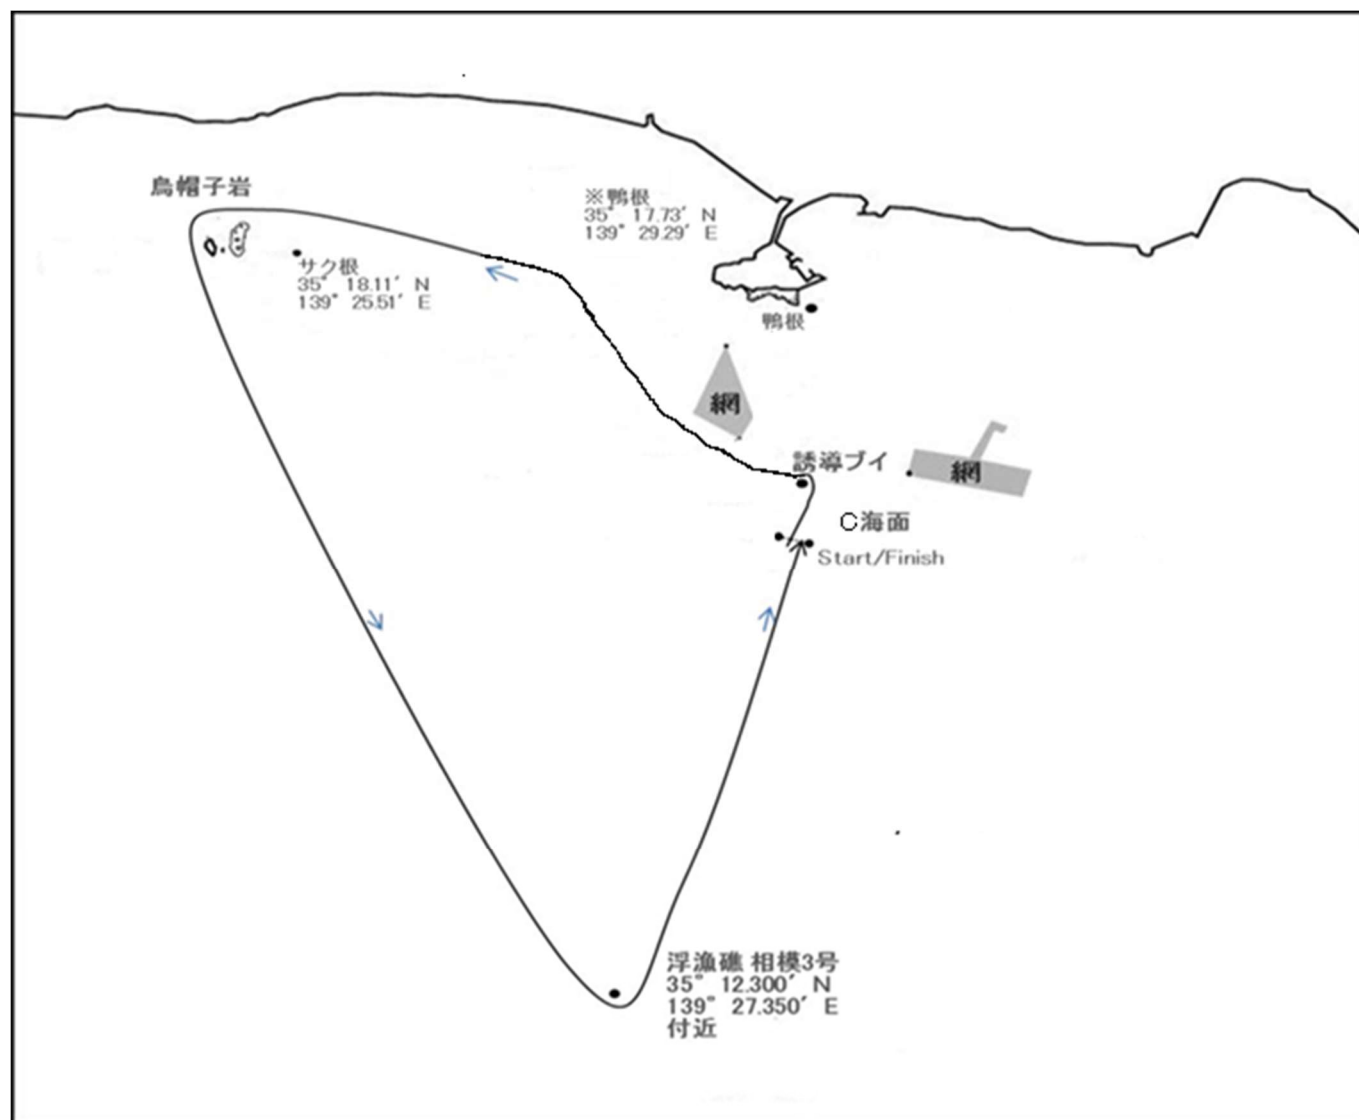 烏帽子岩
※鴨根
35° 17.73′ N
139° 29.29′ E
サク根
35° 18.11′ N
139° 25.51′ E
鴨根
網
誘導ブイ
網
C海面
Start/Finish
浮漁礁 相模3号
35° 12.300′ N
139° 27.350′ E
付近